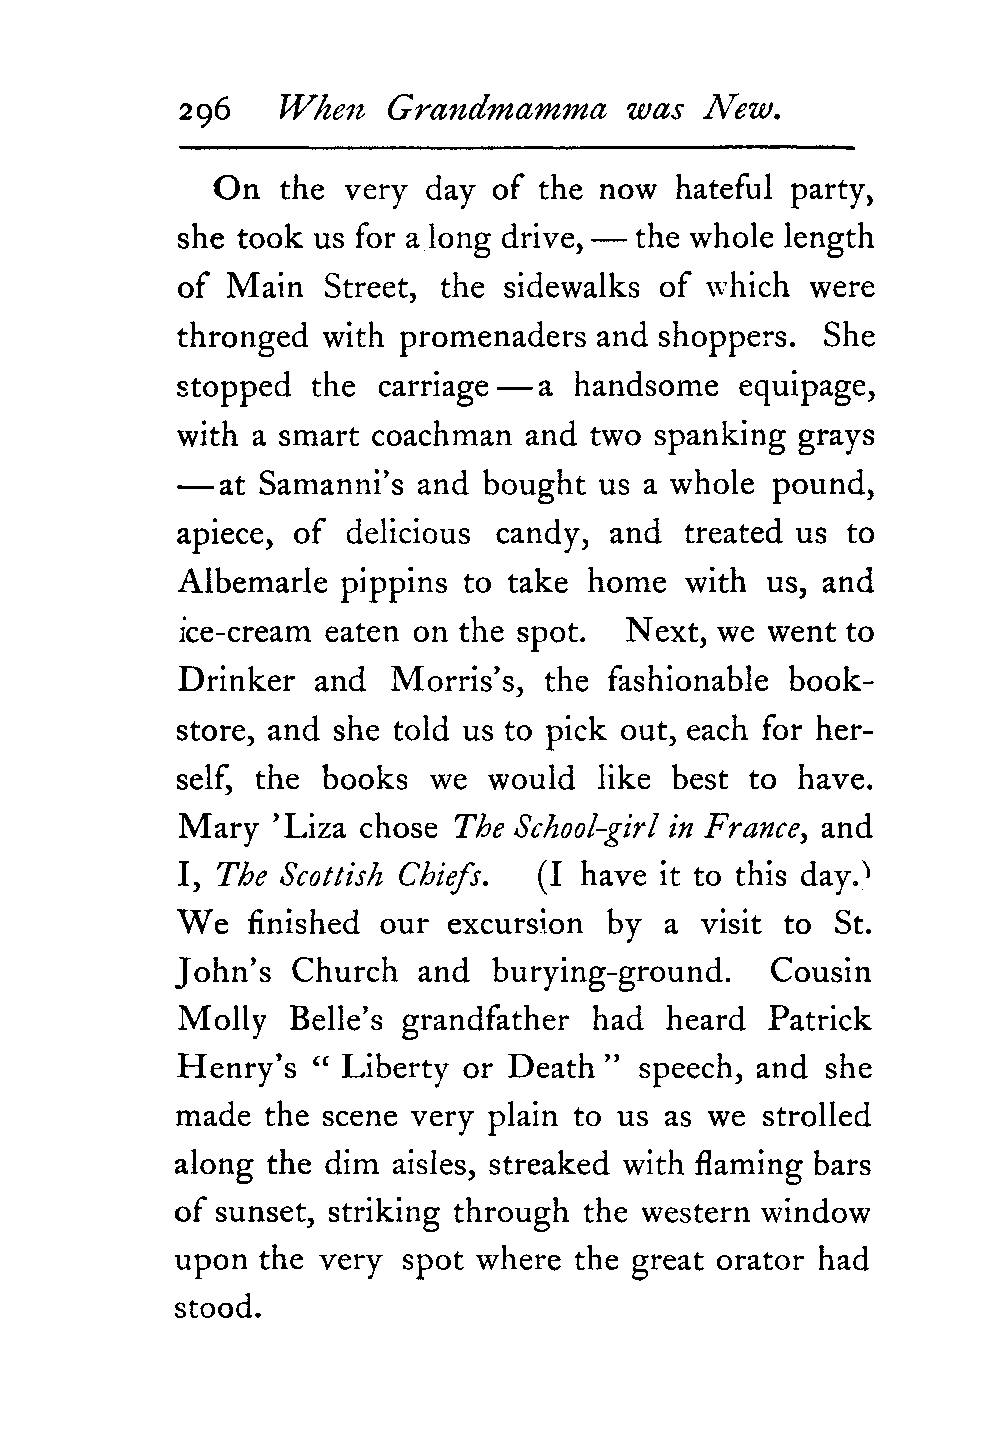 296 When Grandmamma was New.
On the very day of the now hateful party,
she took us for a long drive, — the whole length
of Main Street, the sidewalks of which were
thronged with promenaders and shoppers. She
stopped the carriage — a handsome equipage,
with a smart coachman and two spanking grays
— at Samanni's and bought us a whole pound,
apiece, of delicious candy, and treated us to
Albemarle pippins to take home with us, and
ice-cream eaten on the spot. Next, we went to
Drinker and Morris's, the fashionable book-
store, and she told us to pick out, each for her-
self, the books we would like best to have.
Mary 'Liza chose The School-girl in France, and
I, The Scottish Chiefs. (I have it to this day.)
We finished our excursion by a visit to St.
John's Church and burying-ground. Cousin
Molly Belle's grandfather had heard Patrick
Henry's “ Liberty or Death ” speech, and she
made the scene very plain to us as we strolled
along the dim aisles, streaked with flaming bars
of sunset, striking through the western window
upon the very spot where the great orator had
stood.